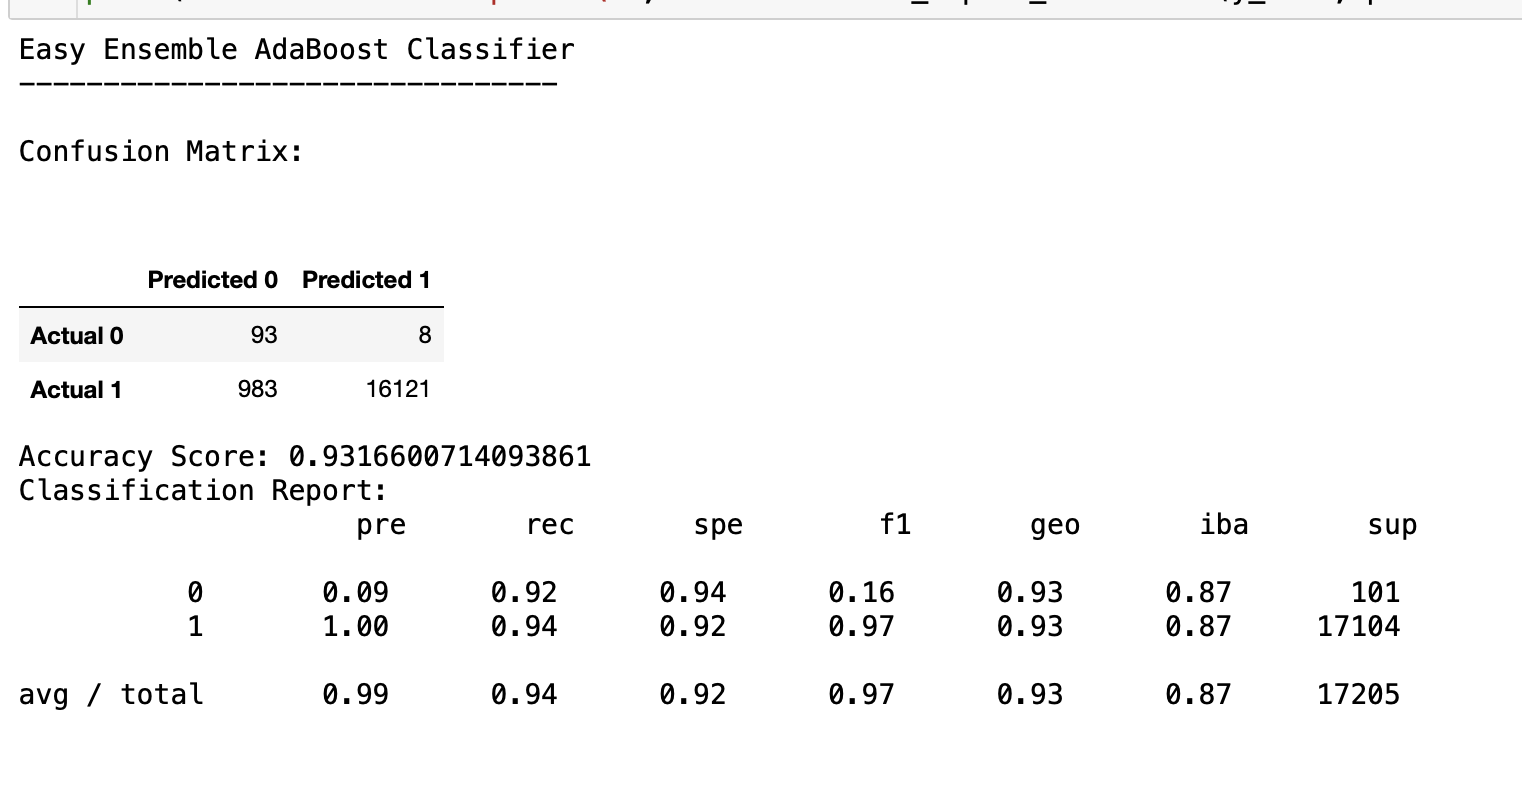 Easy Ensemble AdaBoost Classifier
--------------------------------
Confusion Matrix:
Predicted 0 Predicted 1
Actual 0 93 8
Actual 1 983 16121
Accuracy Score: 0.9316600714093861
Classification Report:
pre rec spe f1 geo iba sup
0 0.09 0.92 0.94 0.16 0.93 0.87 101
1 1.00 0.94 0.92 0.97 0.93 0.87 17104
avg / total 0.99 0.94 0.92 0.97 0.93 0.87 17205